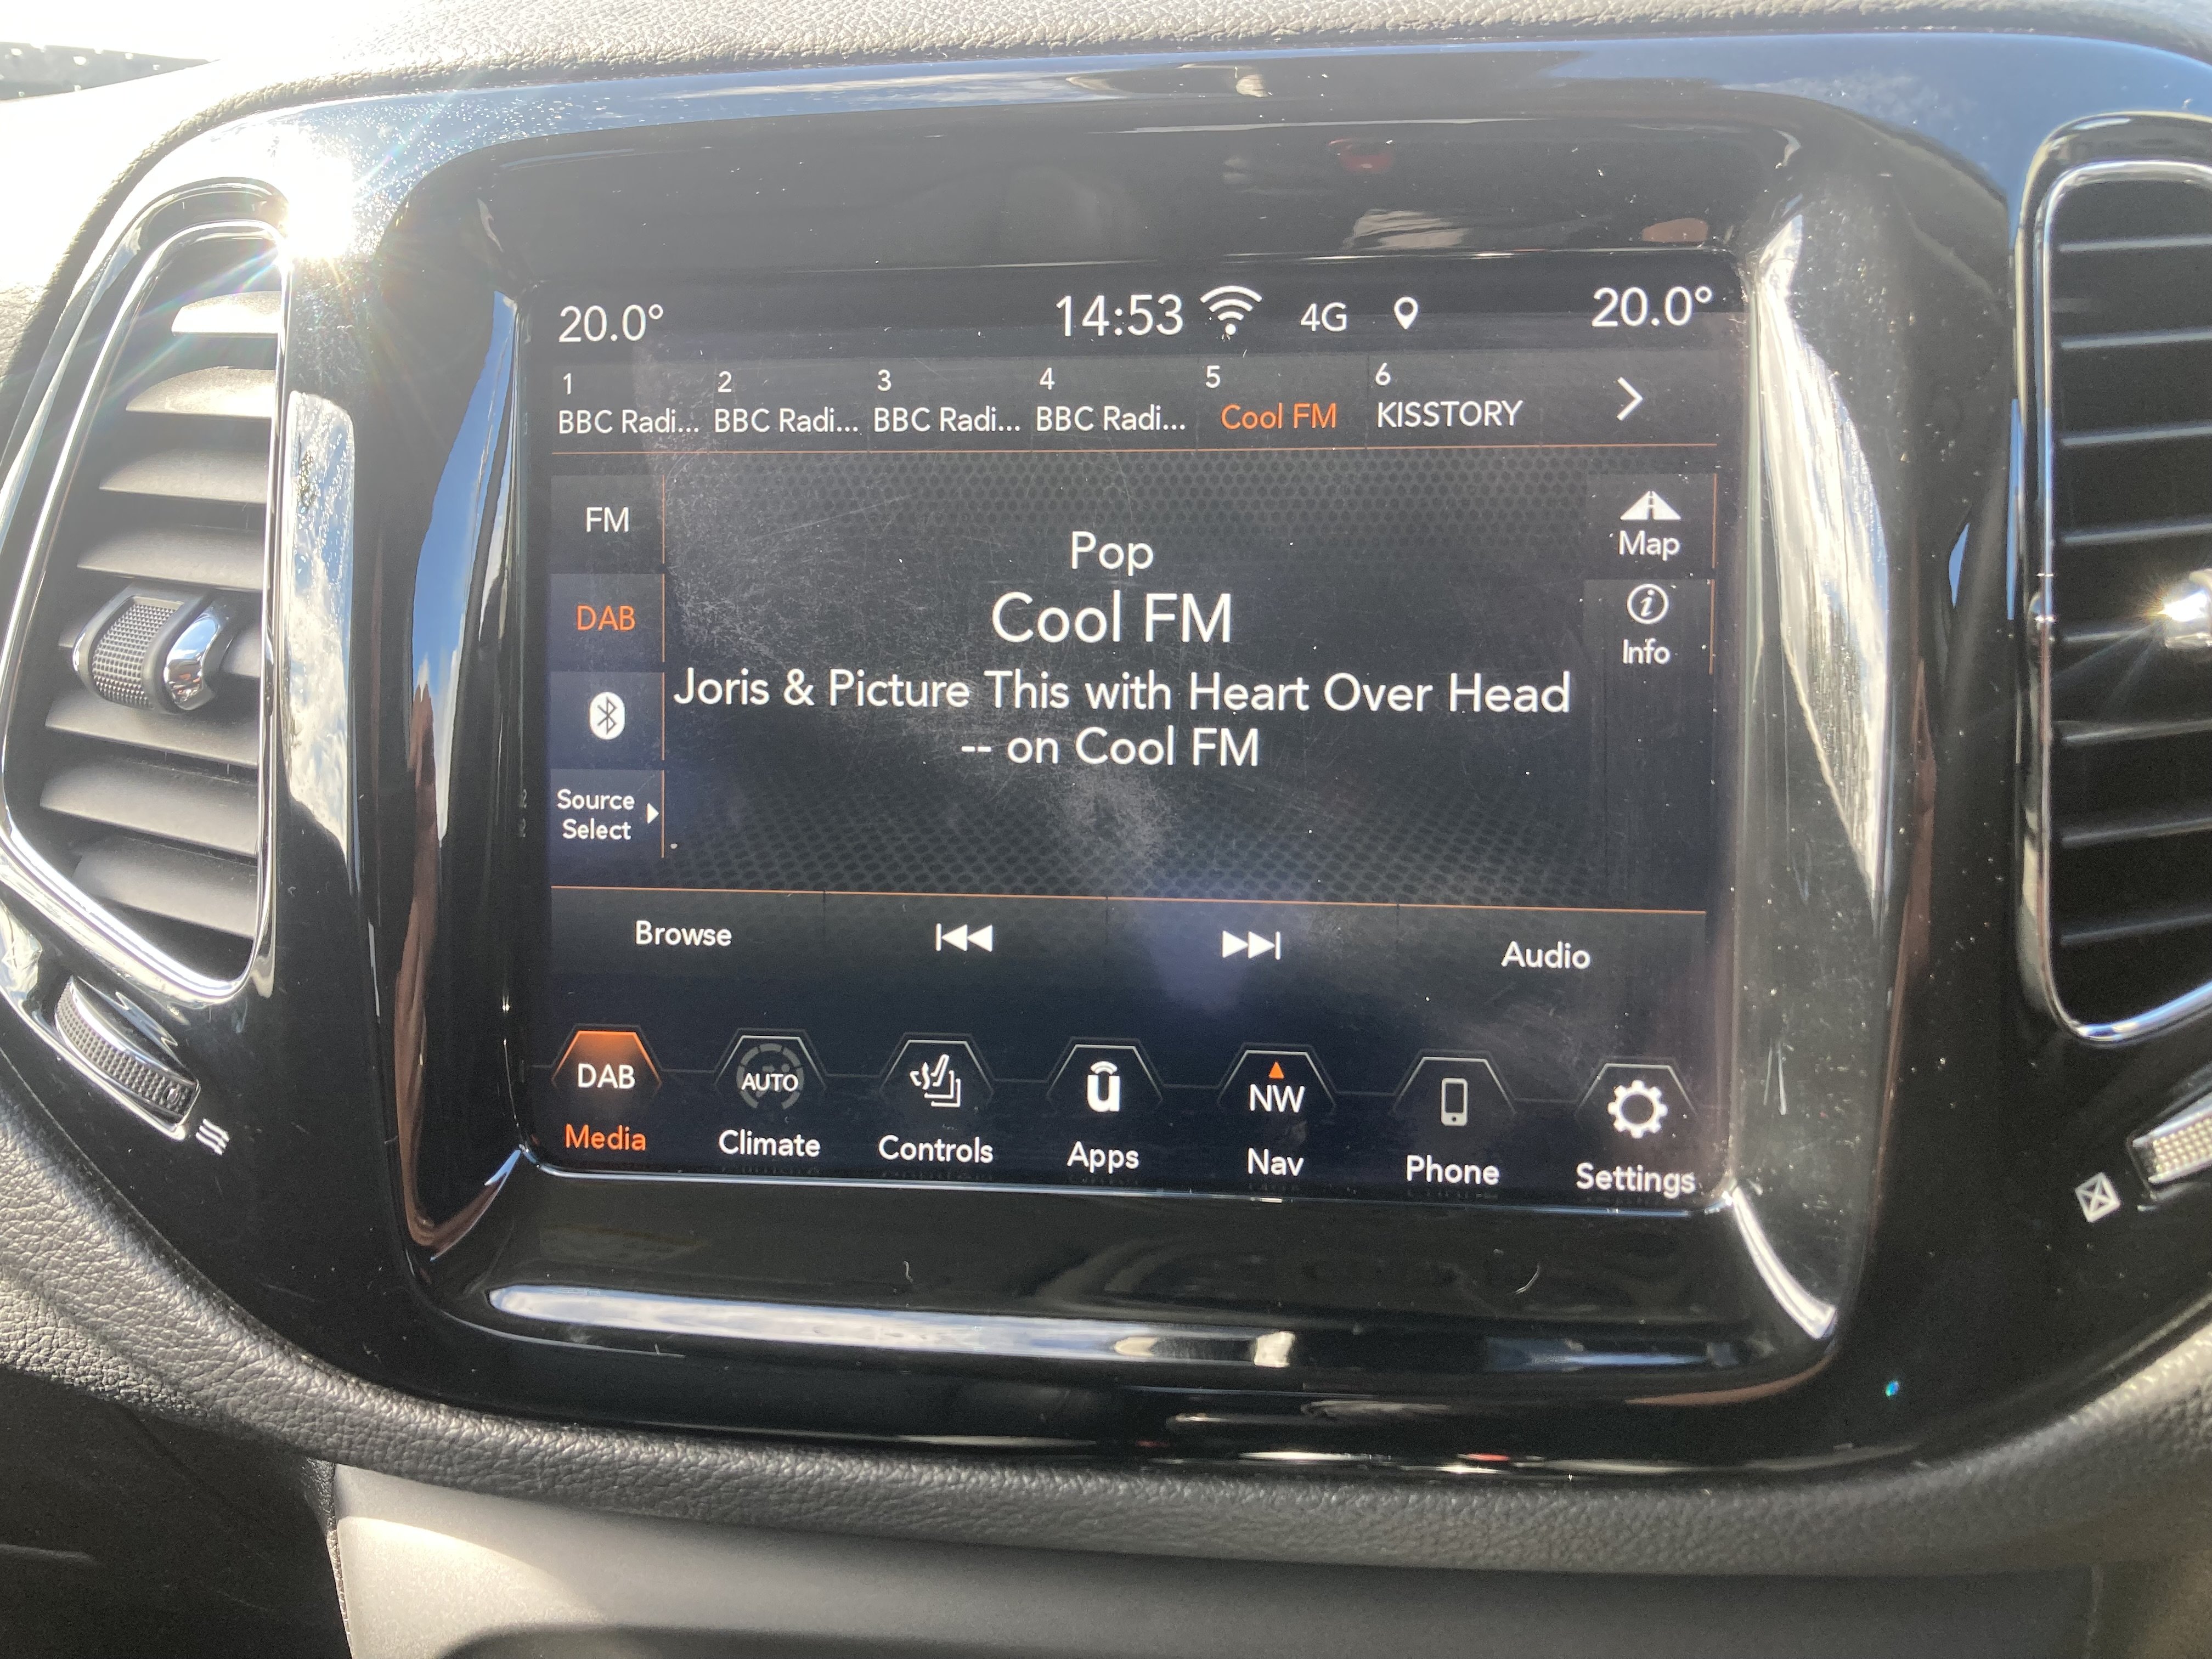 20.0° 14:53 4G 20.0°
1 2 3 4 5 6
BBC Radi... BBC Radi... BBC Radi... BBC Radi... Cool FM KISSTORY
FM
DAB
Source
Select
Pop
Cool FM
Joris & Picture This with Heart Over Head
-- on Cool FM
Map
i
Info
Browse Audio
DAB AUTO ü NW
Media Climate Controls Apps Nav Phone Settings